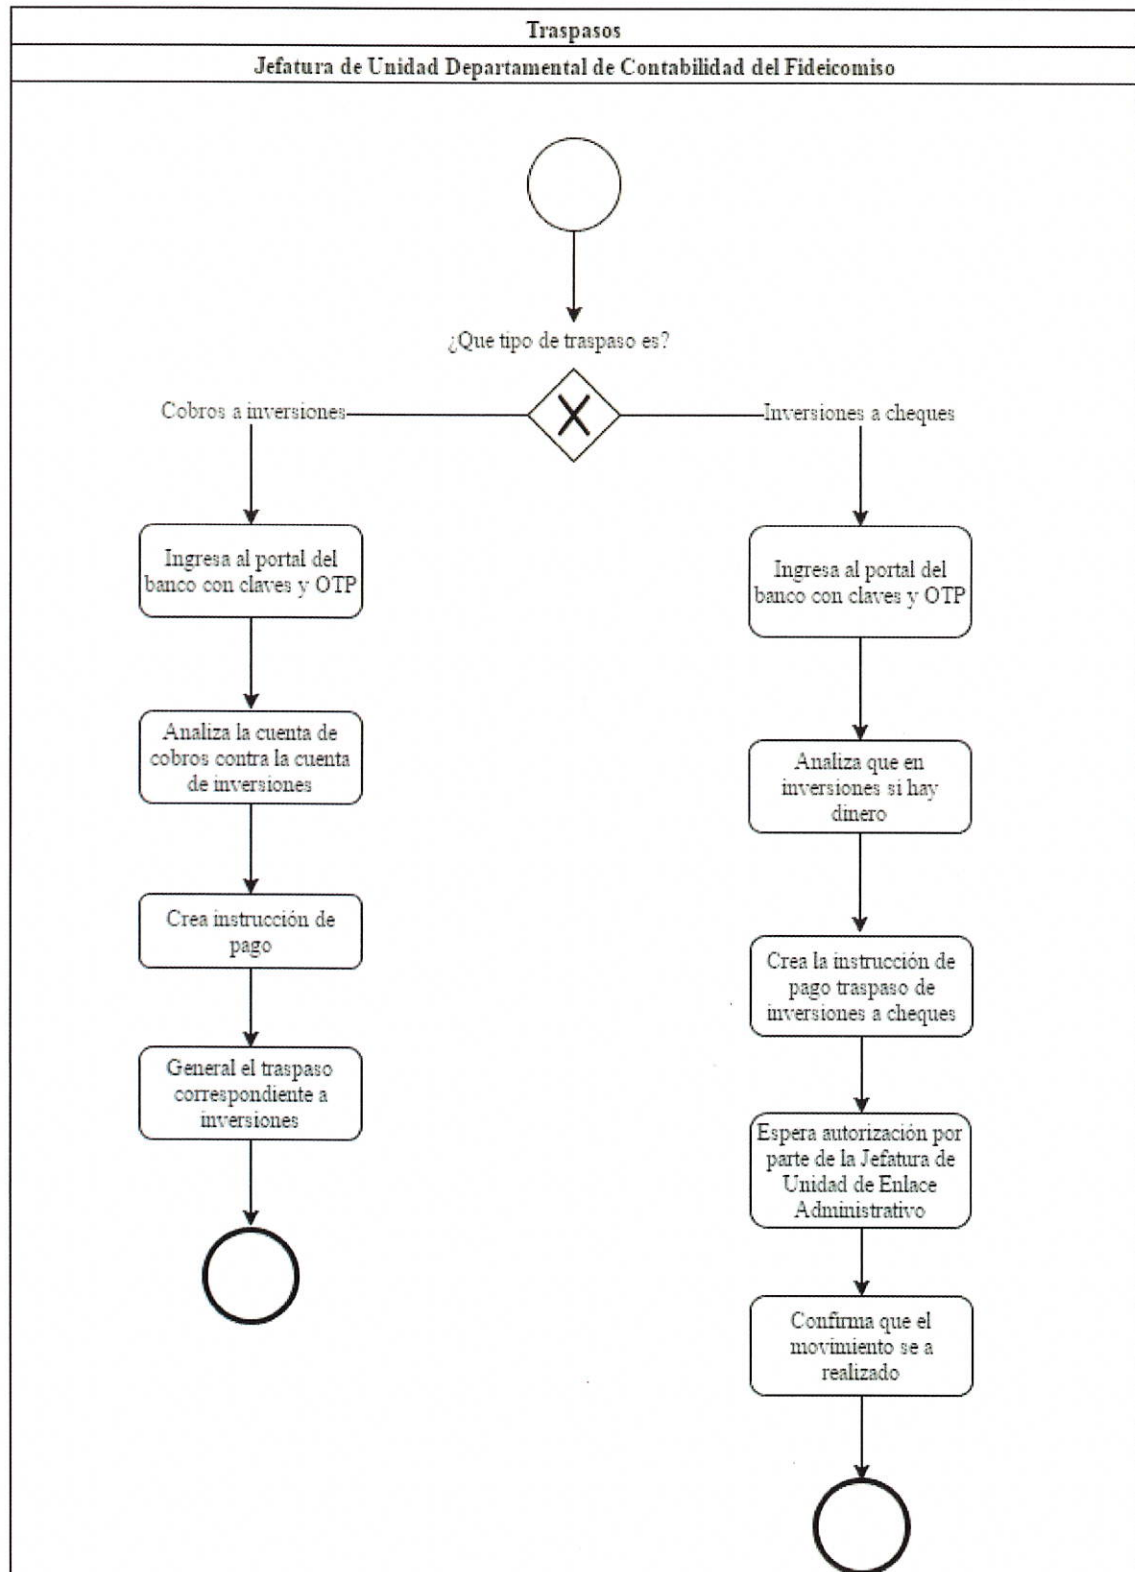 Traspasos
Jefatura de Unidad Departamental de Contabilidad del Fideicomiso
¿Que tipo de traspaso es?
Cobros a inversiones
Inversiones a cheques
Ingresa al portal del
banco con claves y OTP
Analiza la cuenta de
cobros contra la cuenta
de inversiones
Crea instrucción de
pago
General el traspaso
correspondiente a
inversiones
Ingresa al portal del
banco con claves y OTP
Analiza que en
inversiones si hay
dinero
Crea la instrucción de
pago traspaso de
inversiones a cheques
Espera autorización por
parte de la Jefatura de
Unidad de Enlace
Administrativo
Confirma que el
movimiento se a
realizado